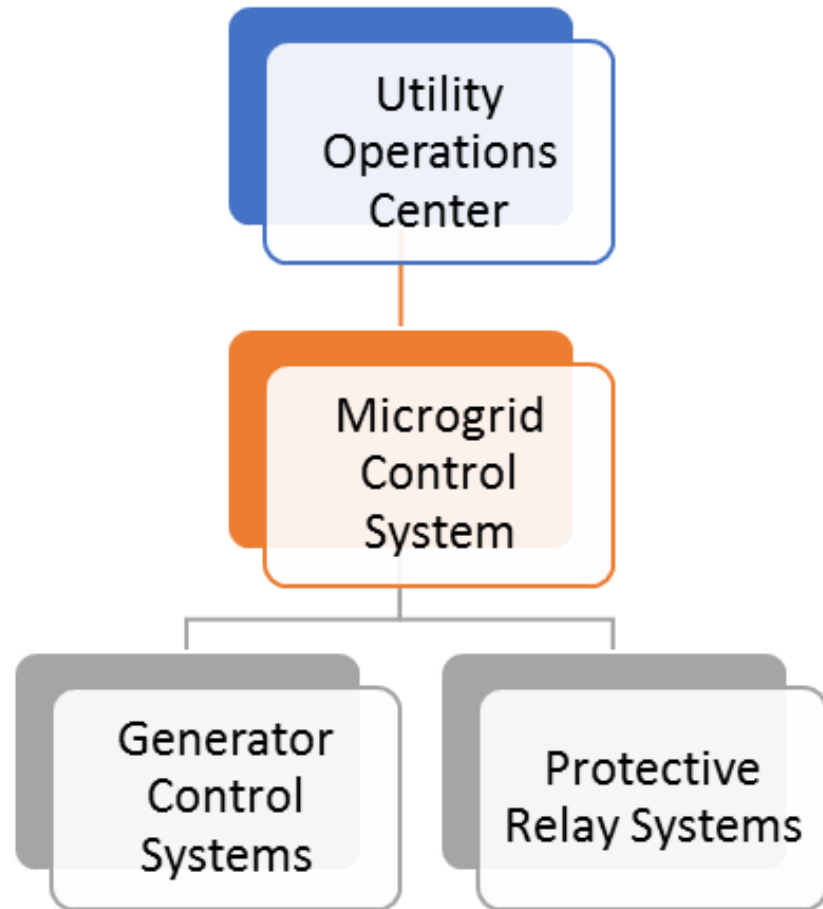 Utility
Operations
Center
Microgrid
Control
System
Generator
Control
Systems
Protective
Relay Systems